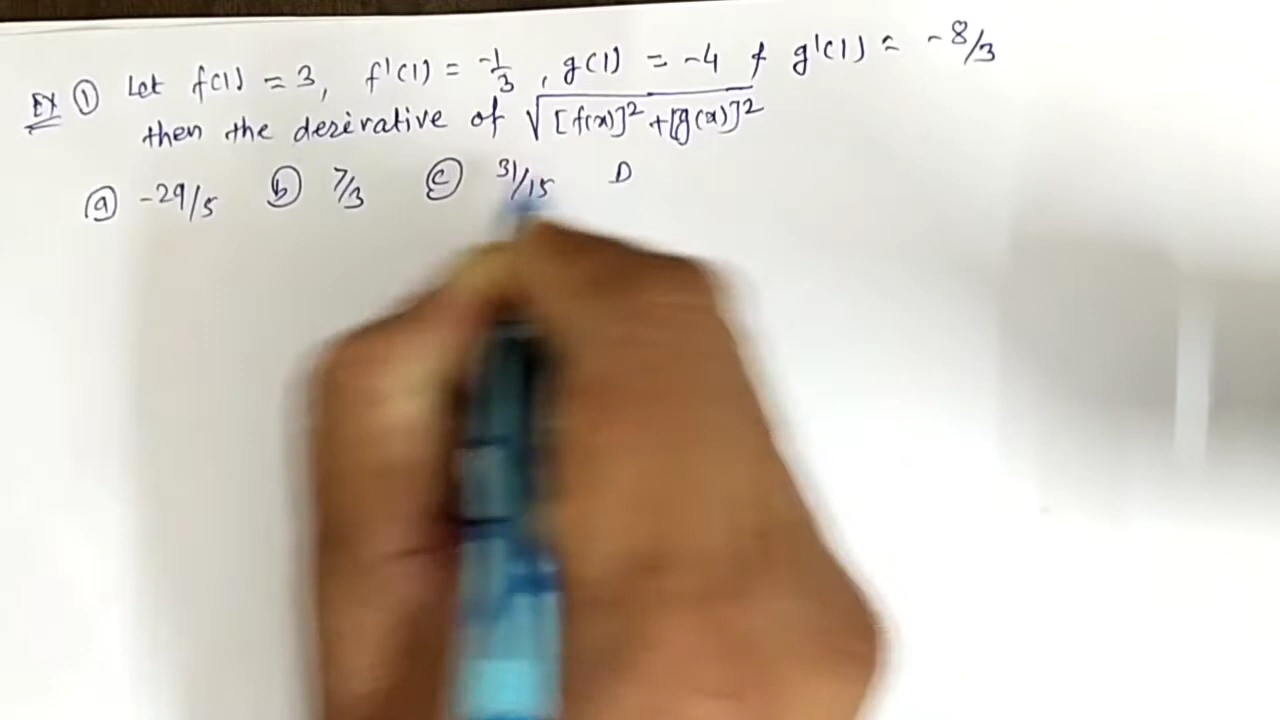 Ex ① Let f(1) = 3, f'(1) = -1/3, g(1) = -4 & g'(1) = -8/3
then the derivative of √[f(x)]²+[g(x)]²
ⓐ -29/5 ⓑ 7/3 ⓒ 31/15 D